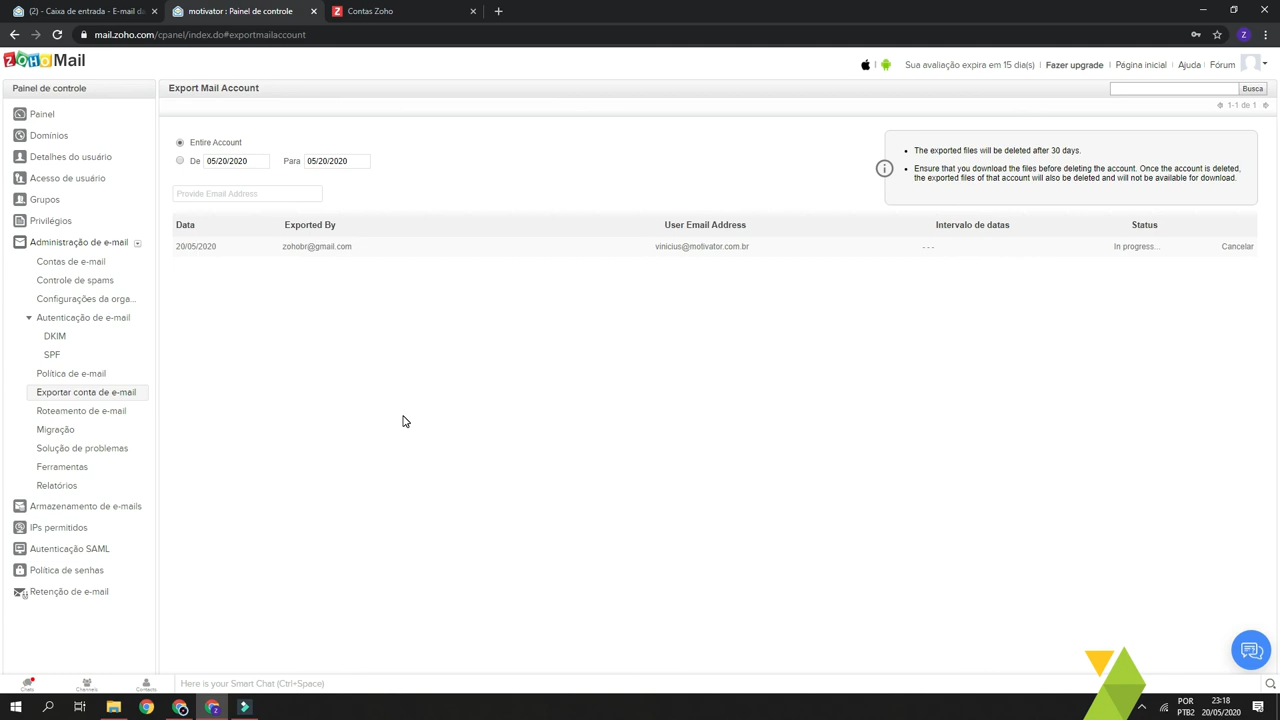 (2) - Caixa de entrada - E-mail da
motivator : Painel de controle
Contas Zoho
mail.zoho.com/cpanel/index.do#exportmailaccount
ZOHO Mail
Sua avaliação expira em 15 dia(s) | Fazer upgrade | Página inicial | Ajuda | Fórum
Painel de controle
Export Mail Account
Busca
1-1 de 1
Painel
Domínios
Detalhes do usuário
Acesso de usuário
Grupos
Privilégios
Administração de e-mail
Contas de e-mail
Controle de spams
Configurações da orga...
Autenticação de e-mail
DKIM
SPF
Política de e-mail
Exportar conta de e-mail
Roteamento de e-mail
Migração
Solução de problemas
Ferramentas
Relatórios
Armazenamento de e-mails
IPs permitidos
Autenticação SAML
Política de senhas
Retenção de e-mail
Entire Account
De 05/20/2020 Para 05/20/2020
Provide Email Address
The exported files will be deleted after 30 days.
Ensure that you download the files before deleting the account. Once the account is deleted,
the exported files of that account will also be deleted and will not be available for download.
Data Exported By User Email Address Intervalo de datas Status
20/05/2020 zohobr@gmail.com vinicius@motivator.com.br --- In progress... Cancelar
Chats Channels Contacts
Here is your Smart Chat (Ctrl+Space)
POR 23:18
PTB2 20/05/2020